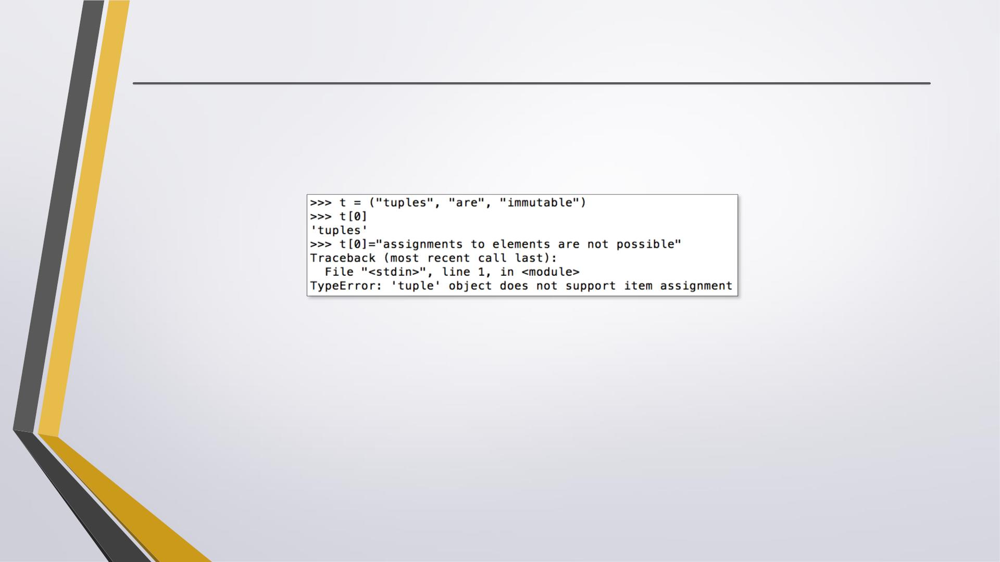 >>> t = ("tuples", "are", "immutable")
>>> t[0]
'tuples'
>>> t[0]="assignments to elements are not possible"
Traceback (most recent call last):
  File "<stdin>", line 1, in <module>
TypeError: 'tuple' object does not support item assignment